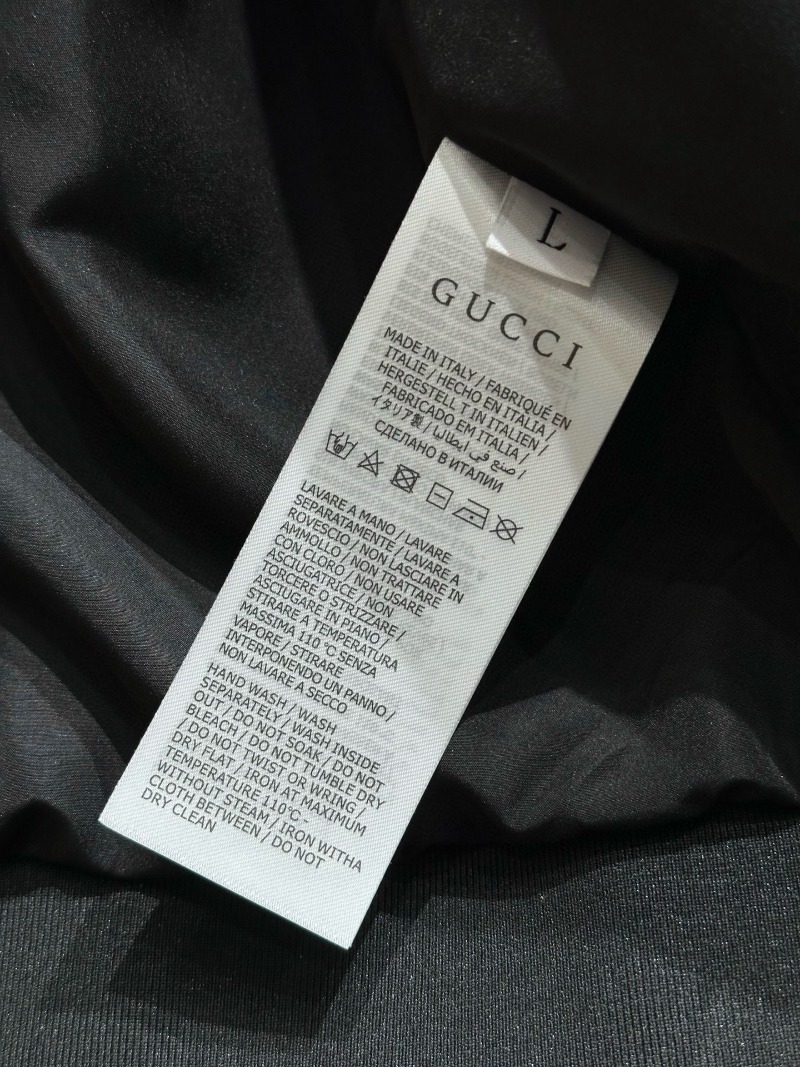 L
GUCCI
MADE IN ITALY / FABRIQUÉ EN
ITALIE / HECHO EN ITALIA /
HERGESTELL T IN ITALIEN /
FABRICADO EM ITALIA /
イタリア製 / صنع في ايطاليا /
СДЕЛАНО В ИТАЛИИ
LAVARE A MANO / LAVARE
SEPARATAMENTE / LAVARE A
ROVESCIO / NON LASCIARE IN
AMMOLLO / NON TRATTARE
CON CLORO / NON USARE
ASCIUGATRICE / NON
TORCERE O STRIZZARE /
ASCIUGARE IN PIANO /
STIRARE A TEMPERATURA
MASSIMA 110 °C SENZA
VAPORE / STIRARE
INTERPONENDO UN PANNO /
NON LAVARE A SECCO
HAND WASH / WASH
SEPARATELY / WASH INSIDE
OUT / DO NOT SOAK / DO NOT
BLEACH / DO NOT TUMBLE DRY
/ DO NOT TWIST OR WRING /
DRY FLAT / IRON AT MAXIMUM
TEMPERATURE 110°C -
WITHOUT STEAM / IRON WITHA
CLOTH BETWEEN / DO NOT
DRY CLEAN